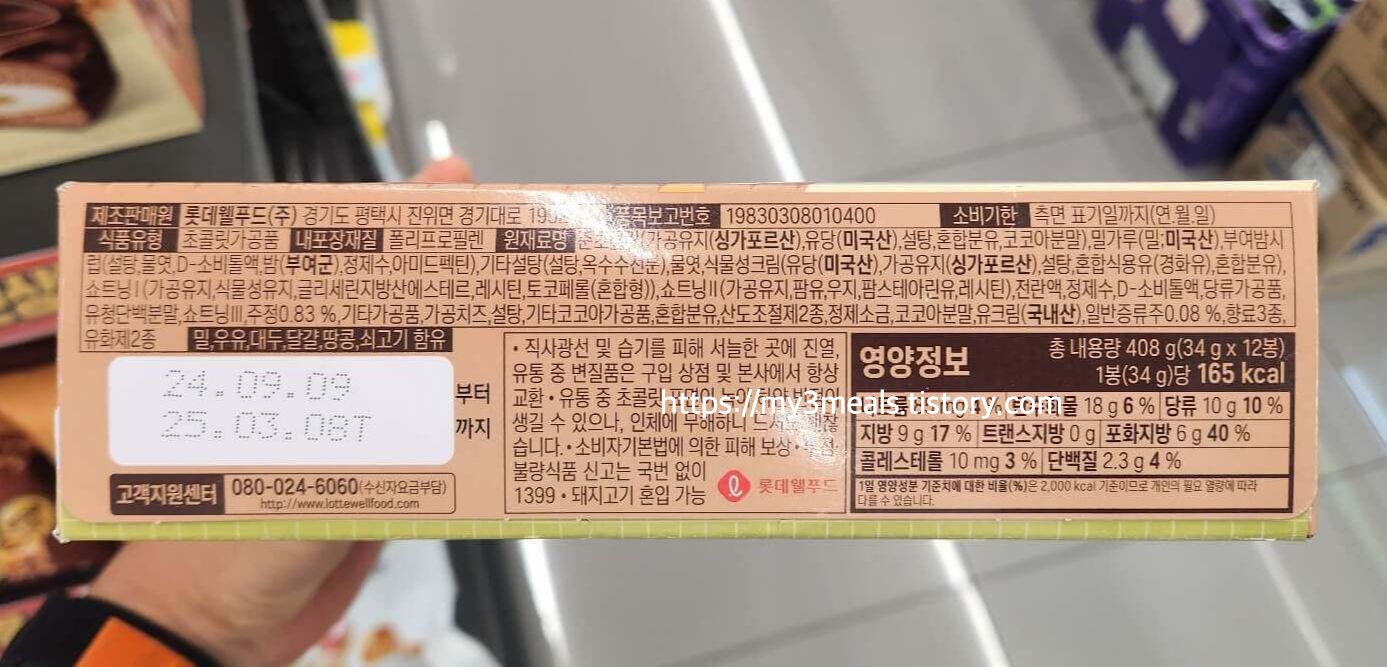 제조판매원 롯데웰푸드(주) 경기도 평택시 진위면 경기대로 품목보고번호 19830308010400 소비기한 측면 표기일까지(연.월.일)
식품유형 초콜릿가공품 내포장재질 폴리프로필렌 원재료명 (가공유지(싱가포르산),유당(미국산),설탕,혼합분유,코코아분말),밀가루(밀;미국산),부여밤시
럽(설탕,물엿,D-소비톨액,밤(부여군),정제수,아미드펙틴),기타설탕(설탕,옥수수전분),물엿,식물성크림(유당(미국산),가공유지(싱가포르산),설탕,혼합식용유(경화유),혼합분유),
쇼트닝Ⅰ(가공유지,식물성유지,글리세린지방산에스테르,레시틴,토코페롤(혼합형)),쇼트닝Ⅱ(가공유지,팜유,우지,팜스테아린유,레시틴),전란액,정제수,D-소비톨액,당류가공품,
유청단백분말,쇼트닝Ⅲ,주정0.83 %,기타가공품,가공치즈,설탕,기타코코아가공품,혼합분유,산도조절제2종,정제소금,코코아분말,유크림(국내산),일반증류주0.08 %,향료3종,
유화제2종 밀,우유,대두,달걀,땅콩,쇠고기 함유
24.09.09 부터
25.03.08T 까지
고객지원센터 080-024-6060(수신자요금부담)
http://www.lottewellfood.com
• 직사광선 및 습기를 피해 서늘한 곳에 진열,
유통 중 변질품은 구입 상점 및 본사에서 항상
교환 • 유통 중 초콜릿
생길 수 있으나, 인체에 무해하니
습니다. • 소비자기본법에 의한 피해 보상 •
불량식품 신고는 국번 없이
1399 • 돼지고기 혼입 가능
롯데웰푸드
영양정보
총 내용량 408 g(34 g x 12봉)
1봉(34 g)당 165 kcal
18 g 6 % 당류 10 g 10 %
지방 9 g 17 % 트랜스지방 0 g 포화지방 6 g 40 %
콜레스테롤 10 mg 3 % 단백질 2.3 g 4 %
1일 영양성분 기준치에 대한 비율(%)은 2,000 kcal 기준이므로 개인의 필요 열량에 따라
다를 수 있습니다.
https://my3meals.tistory.com